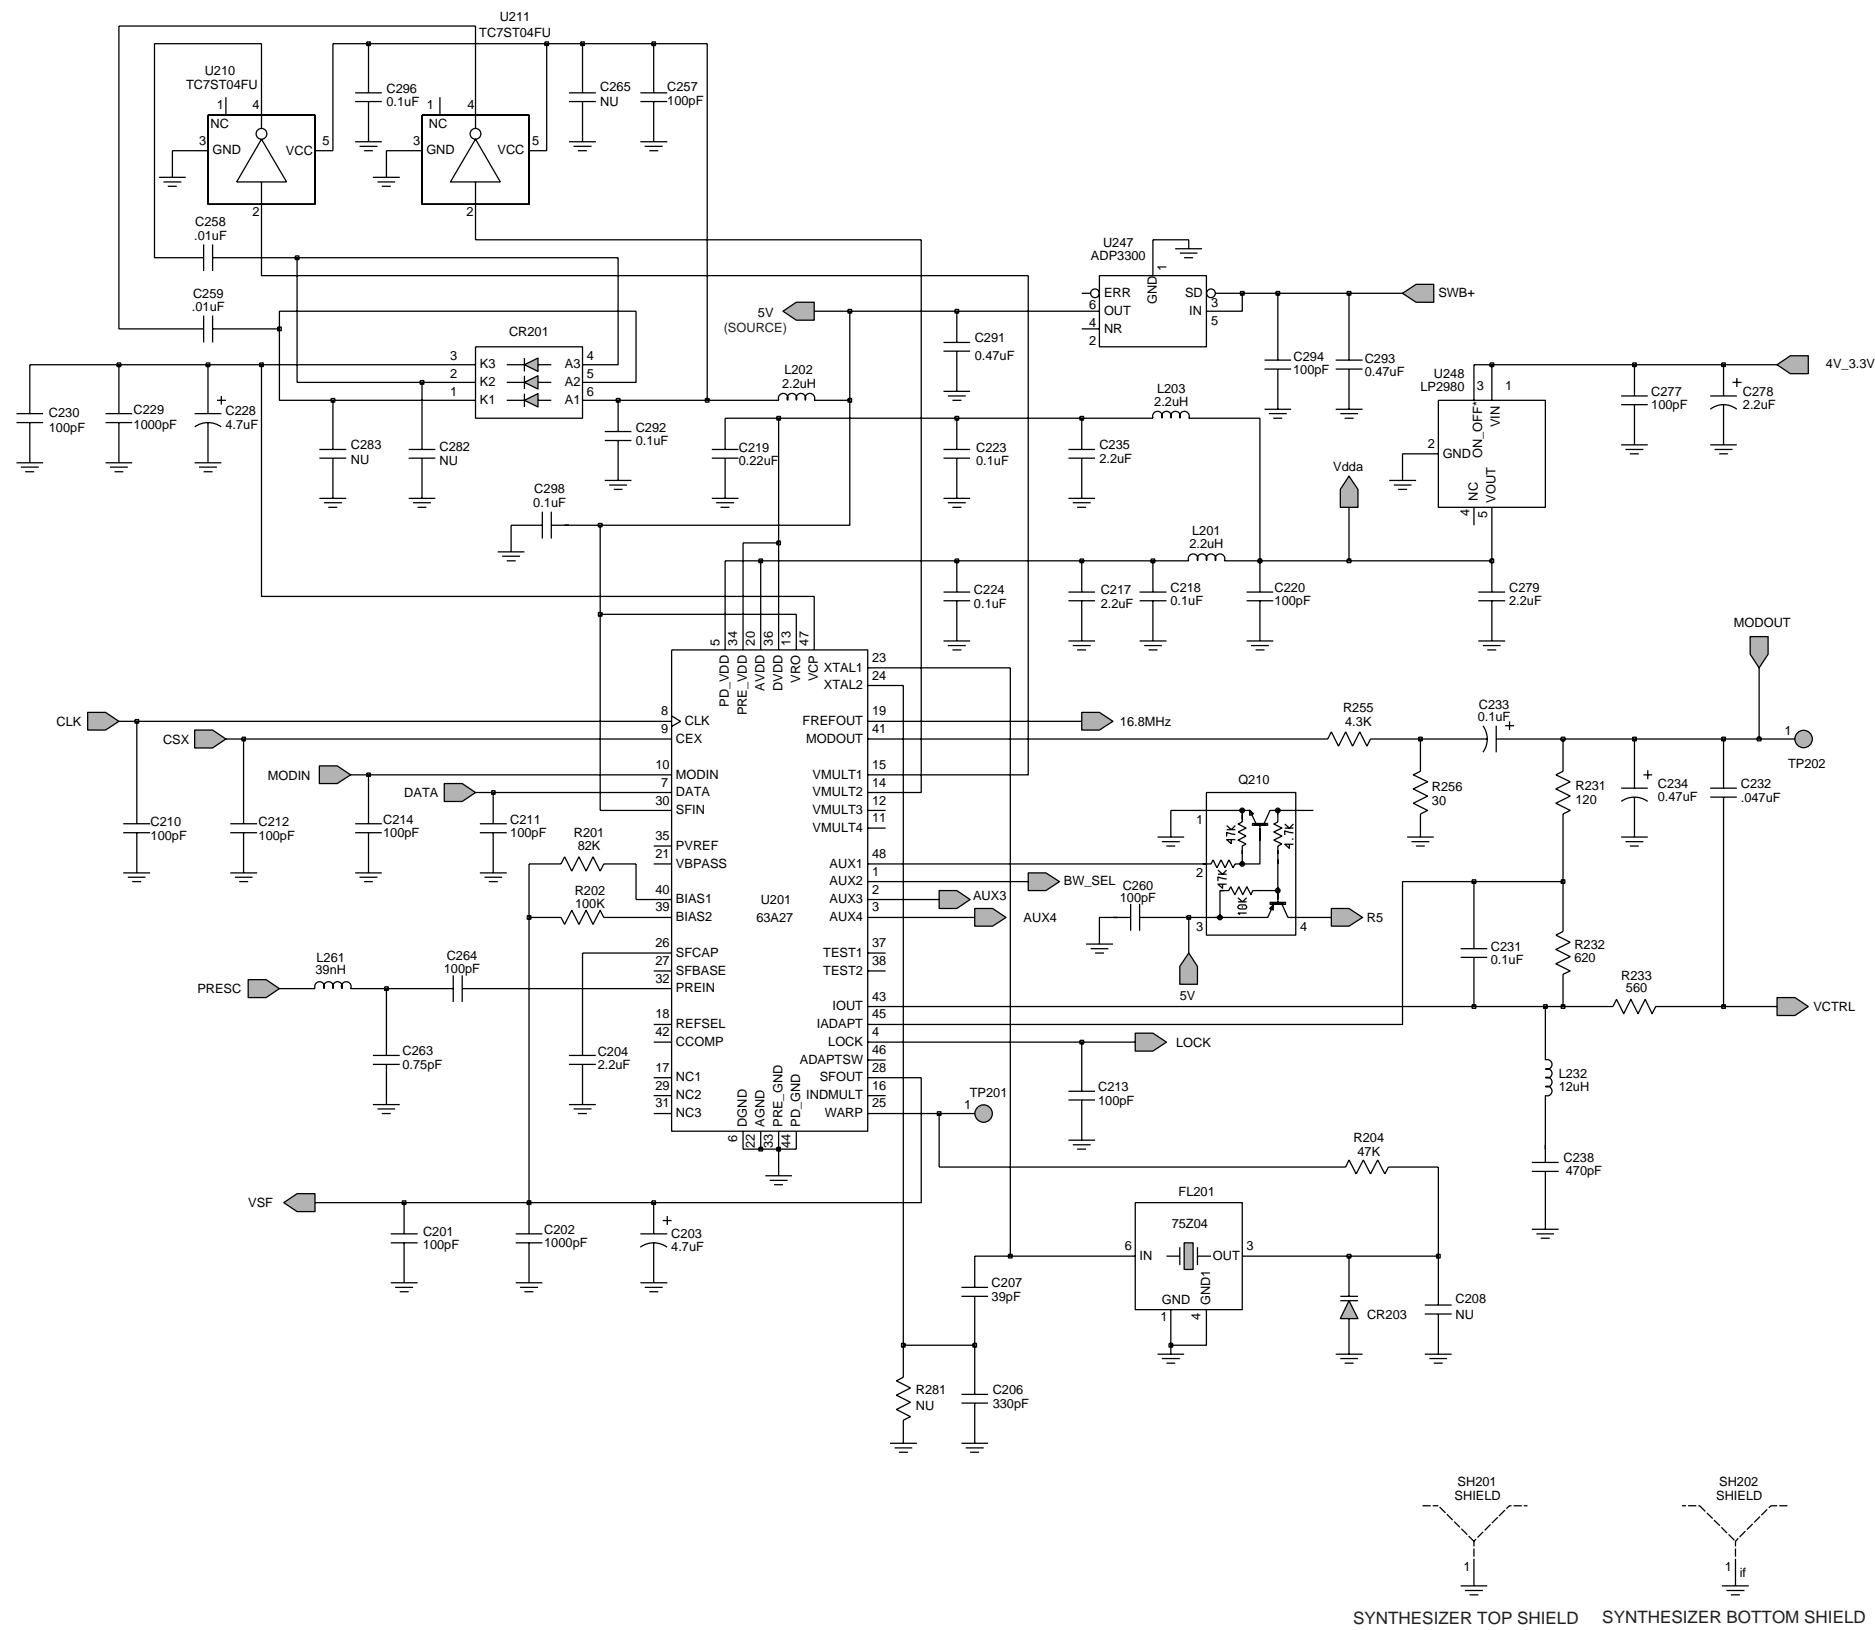 U211
TC7ST04FU
U210
TC7ST04FU
1
4
NC
3
GND
VCC
5
2
C296
0.1uF
1
4
NC
3
GND
VCC
5
2
C265
NU
C257
100pF
C258
.01uF
C259
.01uF
U247
ADP3300
1
GND
ERR
6
OUT
4
NR
2
SD
3
IN
5
SWB+
5V
(SOURCE)
C291
0.47uF
C294
100pF
C293
0.47uF
CR201
3
K3
A3
4
2
K2
A2
5
1
K1
A1
6
L202
2.2uH
L203
2.2uH
U248
LP2980
3
1
ON_OFF*
VIN
2
GND
NC
VOUT
4
5
4V_3.3V
C277
100pF
C278
2.2uF
+
C230
100pF
C229
1000pF
+
C228
4.7uF
C283
NU
C282
NU
C292
0.1uF
C219
0.22uF
C223
0.1uF
C235
2.2uF
Vdda
C298
0.1uF
L201
2.2uH
C224
0.1uF
C217
2.2uF
C218
0.1uF
C220
100pF
C279
2.2uF
MODOUT
5
34
20
36
13
47
PD_VDD
PRE_VDD
AVDD
DVDD
VRO
VCP
XTAL1
23
XTAL2
24
CLK
8
CLK
FREFOUT
19
16.8MHz
CSX
9
CEX
MODOUT
41
R255
4.3K
C233
0.1uF
+
1
TP202
MODIN
10
MODIN
VMULT1
15
DATA
7
DATA
VMULT2
14
30
SFIN
VMULT3
12
VMULT4
11
Q210
1
47K
4.7K
2
47K
10K
3
4
R256
30
R231
120
+
C234
0.47uF
C232
.047uF
C210
100pF
C212
100pF
C214
100pF
C211
100pF
R201
82K
35
PVREF
21
VBPASS
AUX1
48
AUX2
1
BW_SEL
R202
100K
40
BIAS1
39
BIAS2
U201
63A27
AUX3
2
AUX3
AUX4
3
AUX4
C260
100pF
R5
5V
26
SFCAP
27
SFBASE
32
PREIN
TEST1
37
TEST2
38
C231
0.1uF
R232
620
PRESC
L261
39nH
C264
100pF
IOUT
43
R233
560
VCTRL
18
REFSEL
42
CCOMP
IADAPT
45
LOCK
4
LOCK
C263
0.75pF
C204
2.2uF
ADAPTSW
46
SFOUT
28
INDMULT
16
WARP
25
17
NC1
29
NC2
31
NC3
DGND
AGND
PRE_GND
PD_GND
6
22
33
44
TP201
1
C213
100pF
L232
12uH
R204
47K
C238
470pF
VSF
C201
100pF
C202
1000pF
+
C203
4.7uF
FL201
75Z04
6
IN
OUT
3
GND
GND1
1
4
C207
39pF
CR203
C208
NU
R281
NU
C206
330pF
SH201
SHIELD
1
SH202
SHIELD
1
if
SYNTHESIZER TOP SHIELD
SYNTHESIZER BOTTOM SHIELD